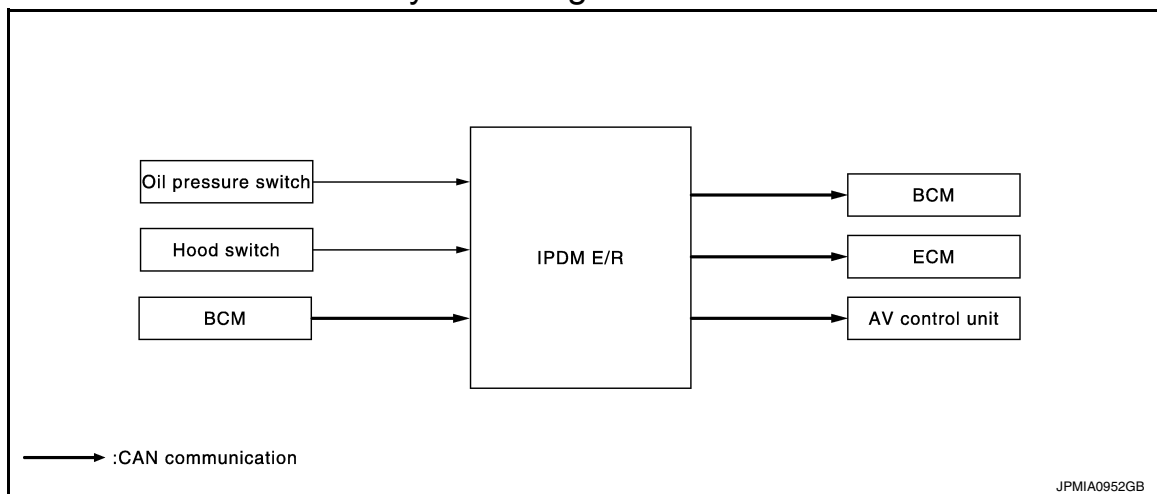 Oil pressure switch
Hood switch
BCM
IPDM E/R
BCM
ECM
AV control unit
:CAN communication
JPMIA0952GB